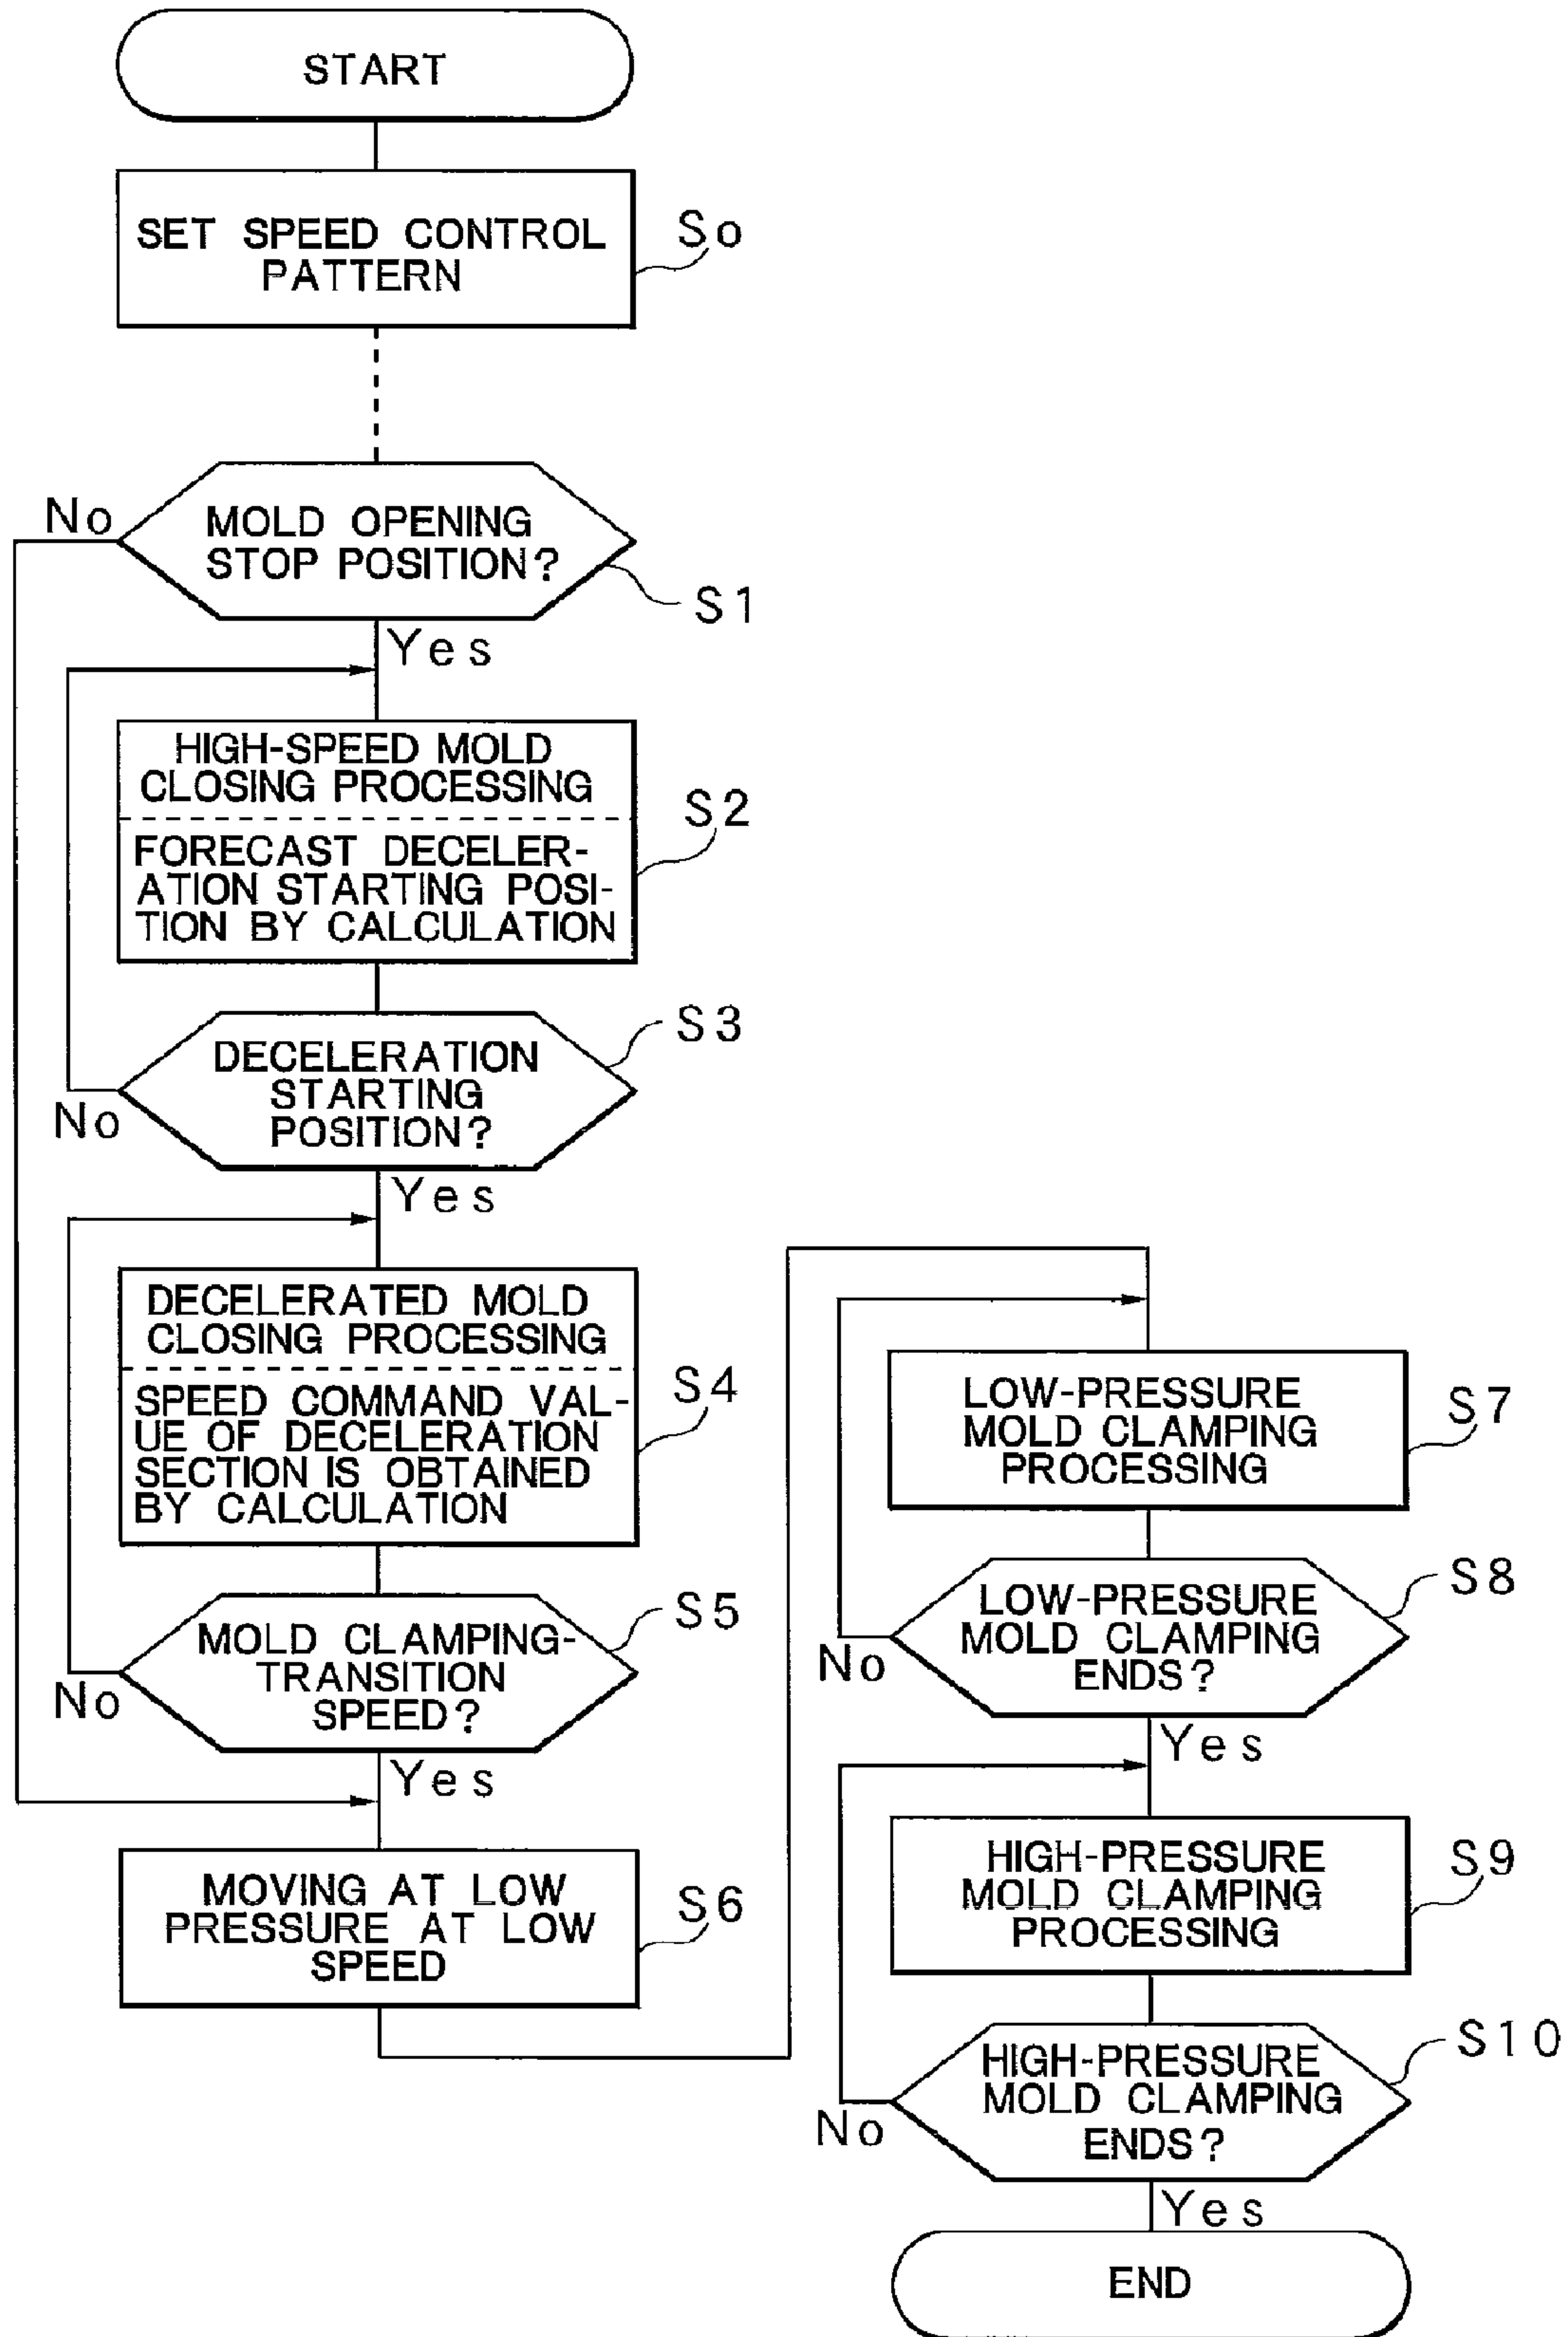 START
SET SPEED CONTROL
PATTERN
So
No
MOLD OPENING
STOP POSITION?
S1
Yes
HIGH-SPEED MOLD
CLOSING PROCESSING
FORECAST DECELER-
ATION STARTING POSI-
TION BY CALCULATION
S2
DECELERATION
STARTING
POSITION?
S3
No
Yes
DECELERATED MOLD
CLOSING PROCESSING
SPEED COMMAND VAL-
UE OF DECELERATION
SECTION IS OBTAINED
BY CALCULATION
S4
MOLD CLAMPING-
TRANSITION
SPEED?
S5
No
Yes
MOVING AT LOW
PRESSURE AT LOW
SPEED
S6
LOW-PRESSURE
MOLD CLAMPING
PROCESSING
S7
LOW-PRESSURE
MOLD CLAMPING
ENDS?
S8
No
Yes
HIGH-PRESSURE
MOLD CLAMPING
PROCESSING
S9
HIGH-PRESSURE
MOLD CLAMPING
ENDS?
S10
No
Yes
END